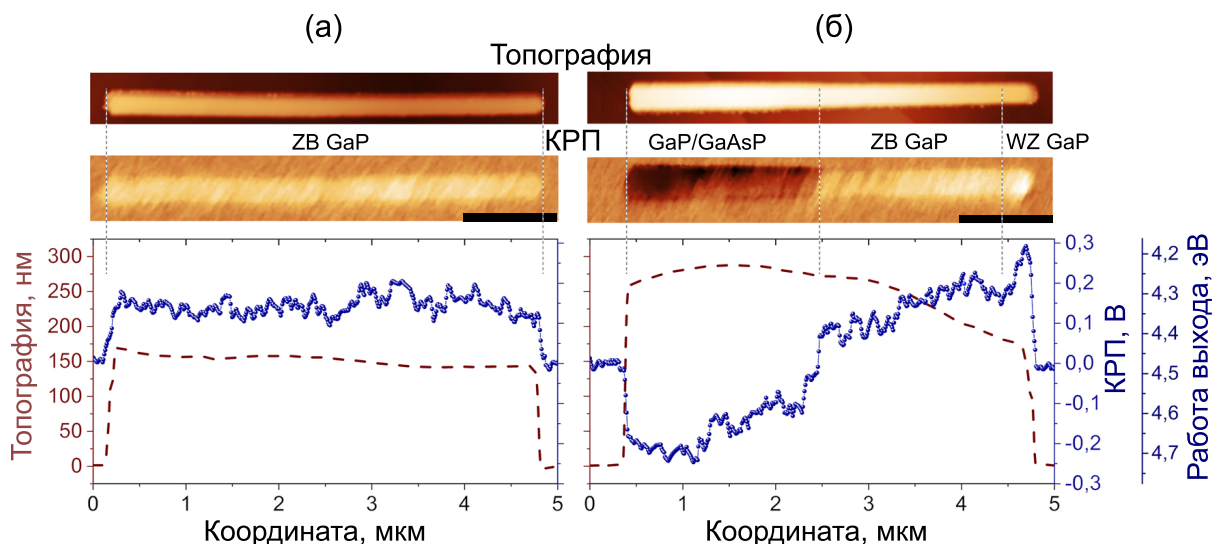 (а)
(б)
Топография
ZB GaP
КРП
GaP/GaAsP
ZB GaP
WZ GaP
Топография, нм
300
250
200
150
100
50
0
0
1
2
3
4
5
Координата, мкм
0
1
2
3
4
5
Координата, мкм
0,3
0,2
0,1
0,0
-0,1
-0,2
-0,3
КРП, В
4,2
4,3
4,4
4,5
4,6
4,7
Работа выхода, эВ